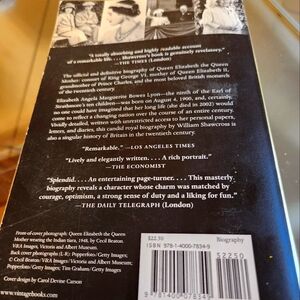 "A totally absorbing and highly readable account
of a remarkable life. . . . Shawcross's book is genuinely revelatory."
—THE TIMES (London)
The official and definitive biography of Queen Elizabeth the Queen
Mother: consort of King George VI, mother of Queen Elizabeth II,
grandmother of Prince Charles, and the most beloved British monarch
of the twentieth century
Elizabeth Angela Marguerite Bowes Lyon—the ninth of the Earl of
Strathmore's ten children—was born on August 4, 1900, and, certainly,
no one could have imagined that her long life (she died in 2002) would
come to reflect a changing nation over the course of an entire century.
Vividly detailed, written with unrestricted access to her personal papers,
letters, and diaries, this candid royal biography by William Shawcross is also a
singular history of Britain in the twentieth century.
"Remarkable." —LOS ANGELES TIMES
"Lively and elegantly written. . . . A rich portrait."
—THE ECONOMIST
"Splendid. . . . An entertaining page-turner. . . . This masterly
biography reveals a character whose charm was matched by
courage, optimism, a strong sense of duty and a liking for fun."
—THE DAILY TELEGRAPH (London)
Front-of-cover photograph: Queen Elizabeth the Queen
Mother wearing the Indian tiara, 1948, by Cecil Beaton.
V&A Images, Victoria and Albert Museum;
Back cover photographs (L-R): Popperfoto/Getty Images;
© Cecil Beaton/V&A Images/Victoria and Albert Museum;
Popperfoto/Getty Images; Tim Graham/Getty Images
Cover design by Carol Devine Carson
www.vintagebooks.com
$22.50
Biography
ISBN 978-1-4000-7834-9
52250
9 781400 078349